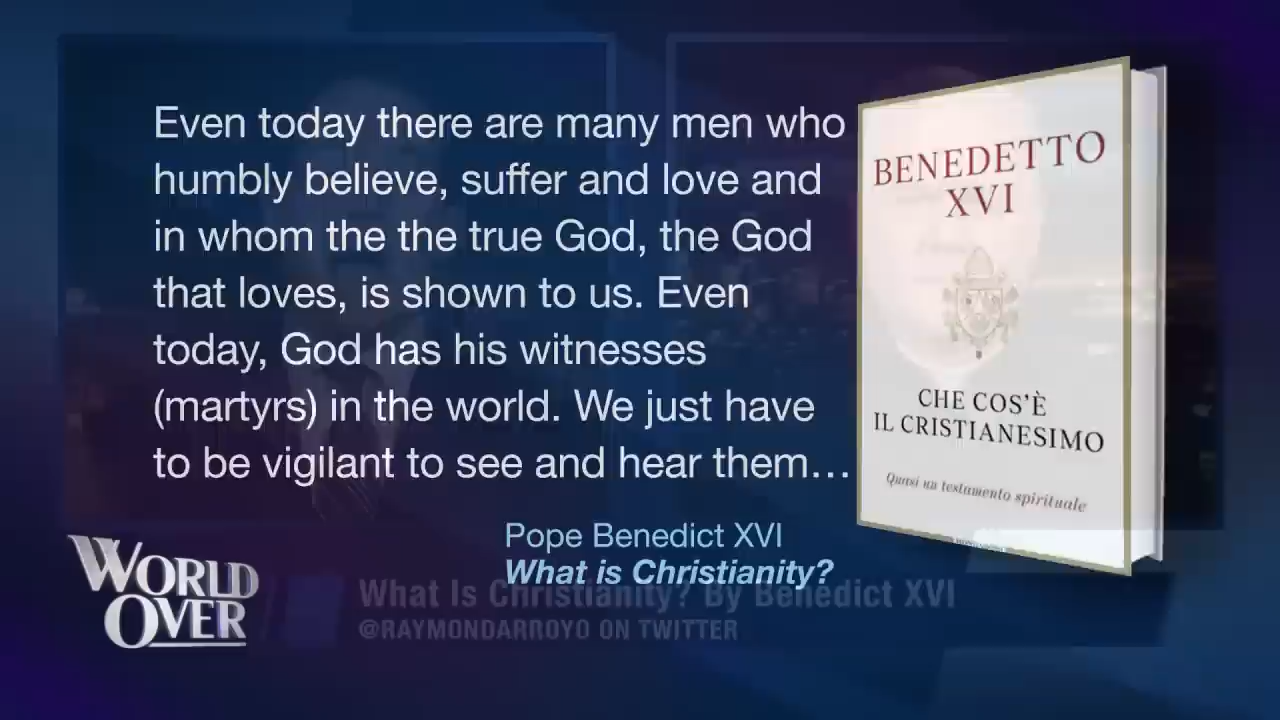 Even today there are many men who
humbly believe, suffer and love and
in whom the the true God, the God
that loves, is shown to us. Even
today, God has his witnesses
(martyrs) in the world. We just have
to be vigilant to see and hear them…
Pope Benedict XVI
What is Christianity?
BENEDETTO
XVI
CHE COS'È
IL CRISTIANESIMO
Quasi un testamento spirituale
WORLD
OVER
What Is Christianity? By Benedict XVI
@RAYMONDARROYO ON TWITTER